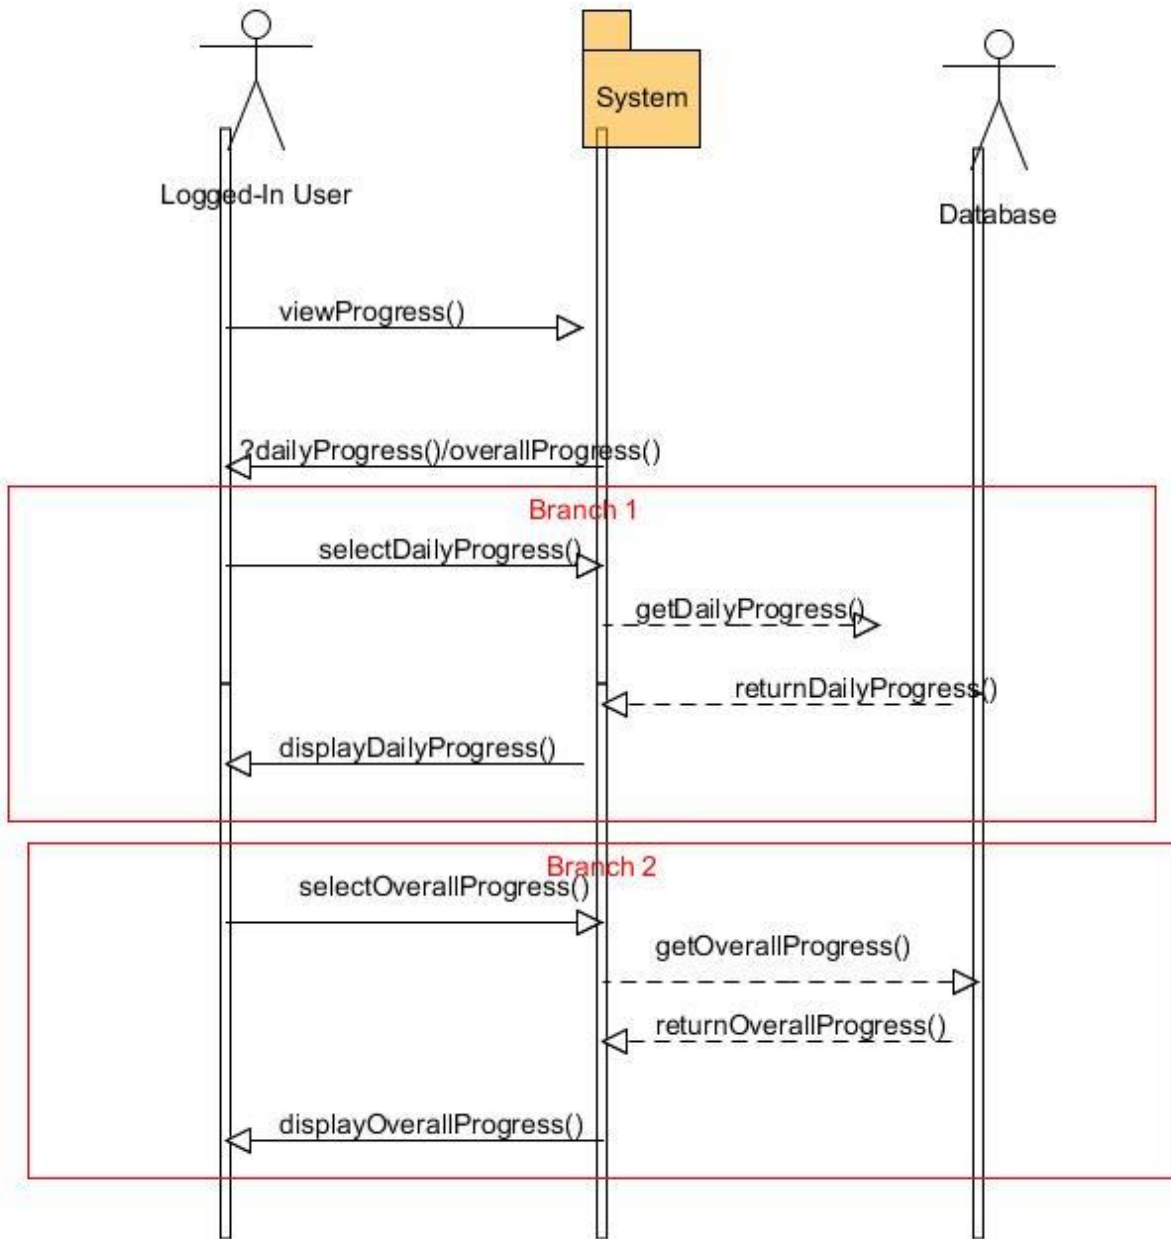 System
Logged-In User
Database
viewProgress()
?dailyProgress()/overallProgress()
Branch 1
selectDailyProgress()
getDailyProgress()
returnDailyProgress()
displayDailyProgress()
Branch 2
selectOverallProgress()
getOverallProgress()
returnOverallProgress()
displayOverallProgress()